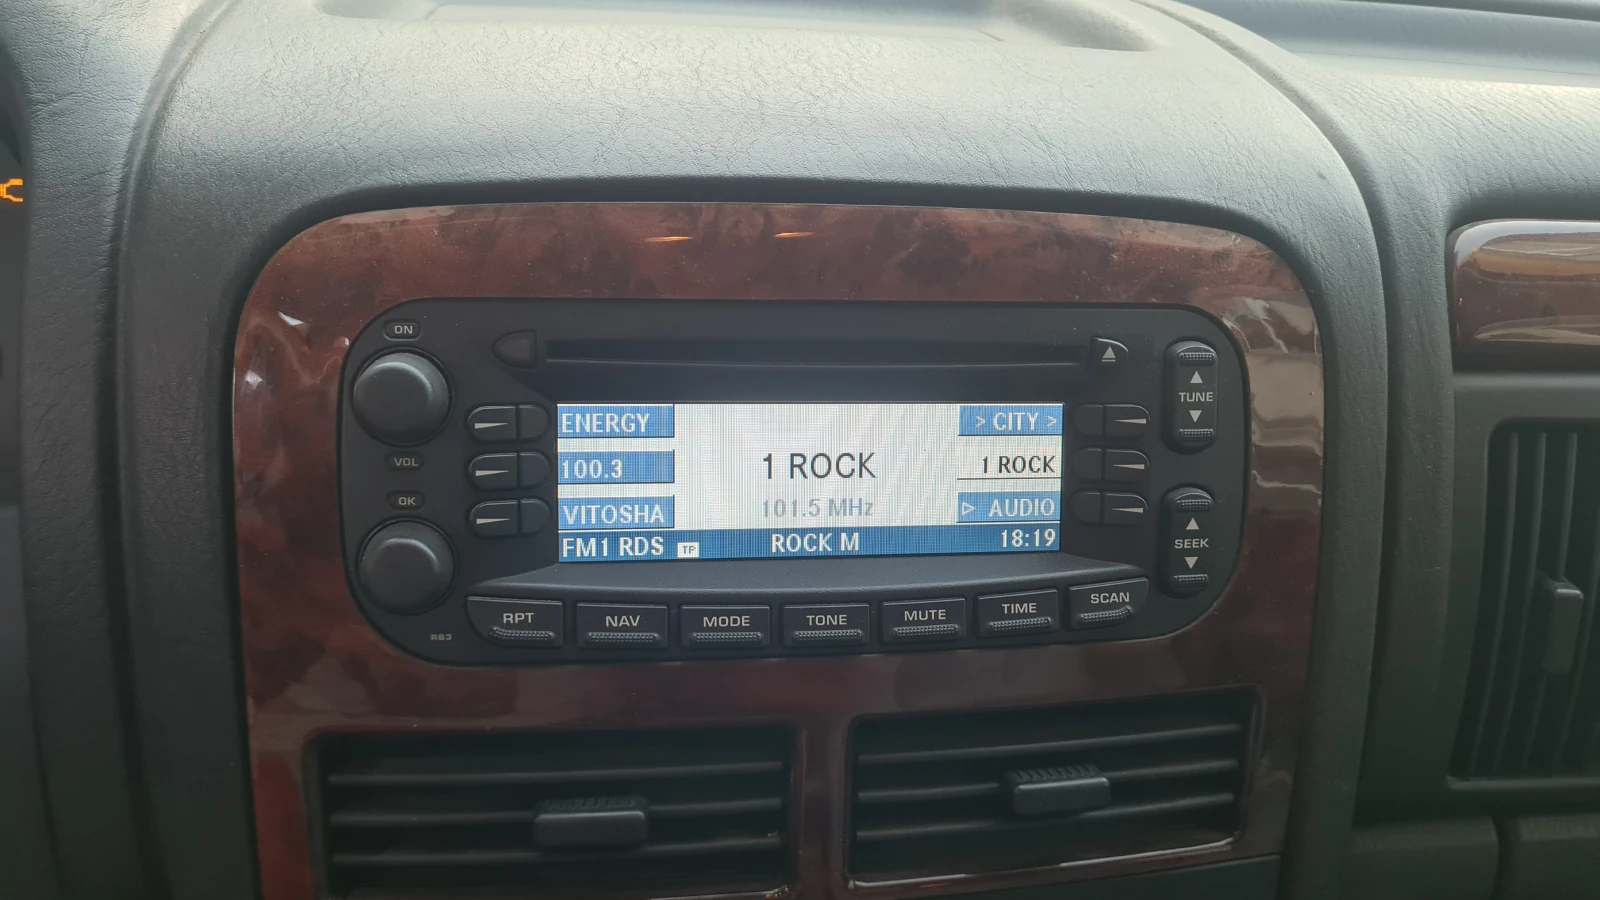 ON
VOL
OK
RB3
ENERGY
100.3
VITOSHA
FM1 RDS TP ROCK M 18:19
1 ROCK
101.5 MHz
> CITY >
1 ROCK
▷ AUDIO
▲
TUNE
▼
▲
SEEK
▼
RPT NAV MODE TONE MUTE TIME SCAN